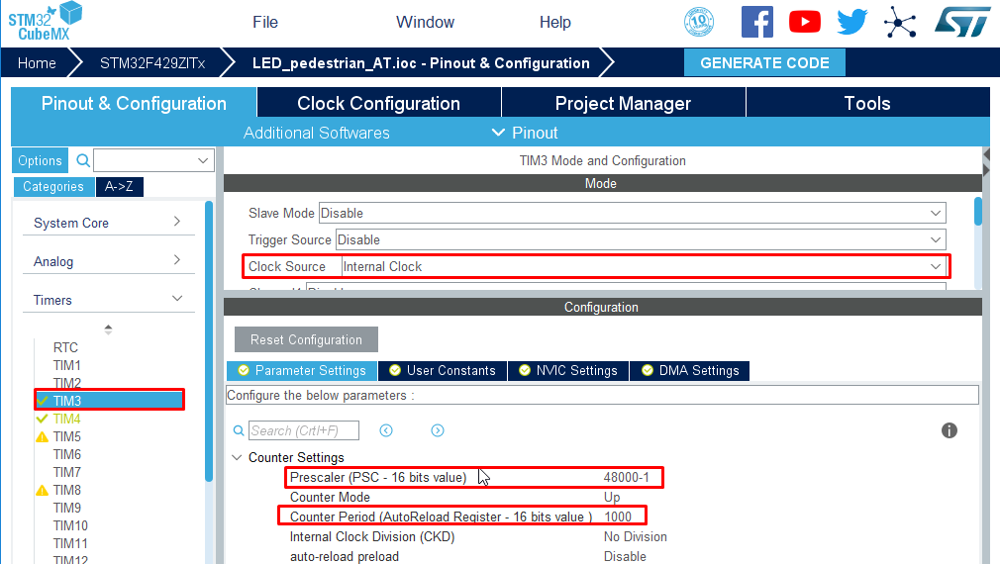 STM32
CubeMX
File
Window
Help
10
ST
Home
STM32F429ZITx
LED_pedestrian_AT.ioc - Pinout & Configuration
GENERATE CODE
Pinout & Configuration
Clock Configuration
Project Manager
Tools
Additional Softwares
Pinout
Options
Categories
A->Z
System Core
Analog
Timers
RTC
TIM1
TIM2
TIM3
TIM4
TIM5
TIM6
TIM7
TIM8
TIM9
TIM10
TIM11
TIM12
TIM3 Mode and Configuration
Mode
Slave Mode Disable
Trigger Source Disable
Clock Source Internal Clock
Configuration
Reset Configuration
Parameter Settings
User Constants
NVIC Settings
DMA Settings
Configure the below parameters :
Search (Crtl+F)
Counter Settings
Prescaler (PSC - 16 bits value) 48000-1
Counter Mode Up
Counter Period (AutoReload Register - 16 bits value ) 1000
Internal Clock Division (CKD) No Division
auto-reload preload Disable